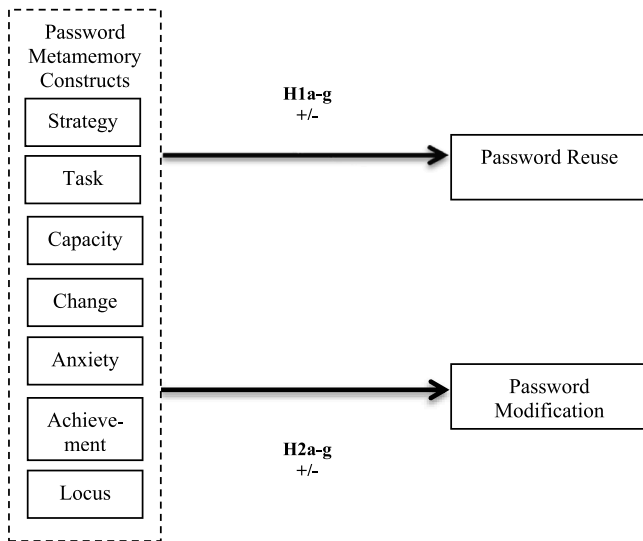 Password
Metamemory
Constructs
Strategy
Task
Capacity
Change
Anxiety
Achieve-
ment
Locus
H1a-g
+/-
Password Reuse
Password
Modification
H2a-g
+/-